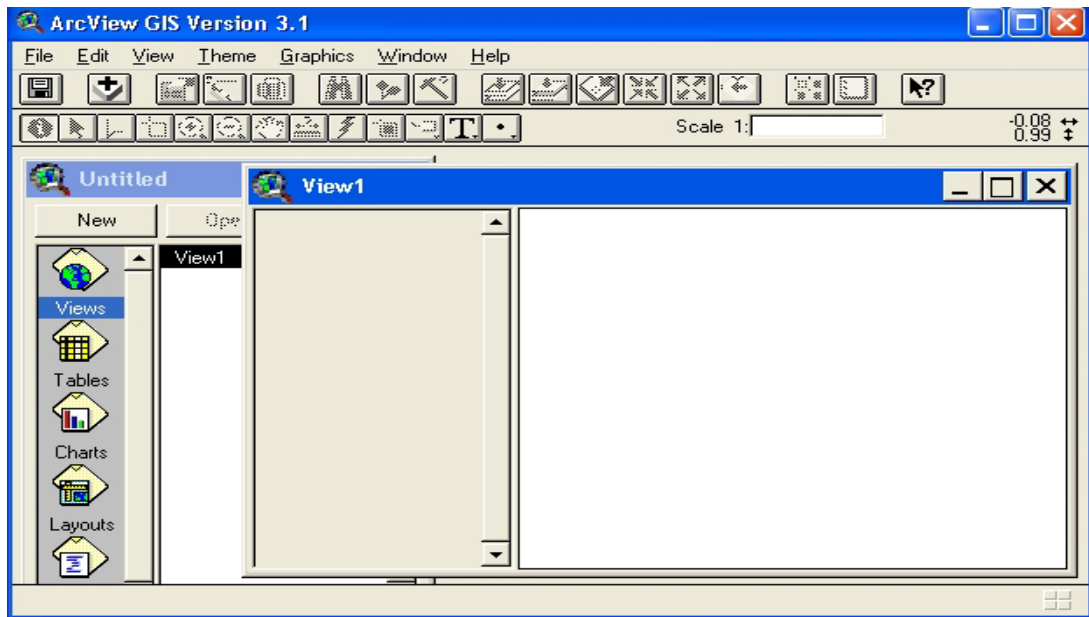 ArcView GIS Version 3.1
File Edit View Theme Graphics Window Help
T
Scale 1:
-0.08
0.99
Untitled
View1
New
View1
Views
Tables
Charts
Layouts